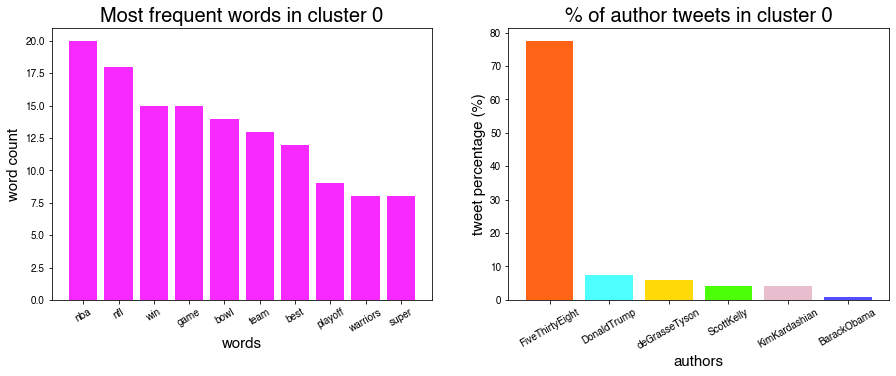 Most frequent words in cluster 0
word count
20.0
17.5
15.0
12.5
10.0
7.5
5.0
2.5
0.0
nba
nfl
win
game
bowl
team
best
playoff
warriors
super
words
% of author tweets in cluster 0
tweet percentage (%)
80
70
60
50
40
30
20
10
0
FiveThirtyEight
DonaldTrump
deGrasseTyson
ScottKelly
KimKardashian
BarackObama
authors